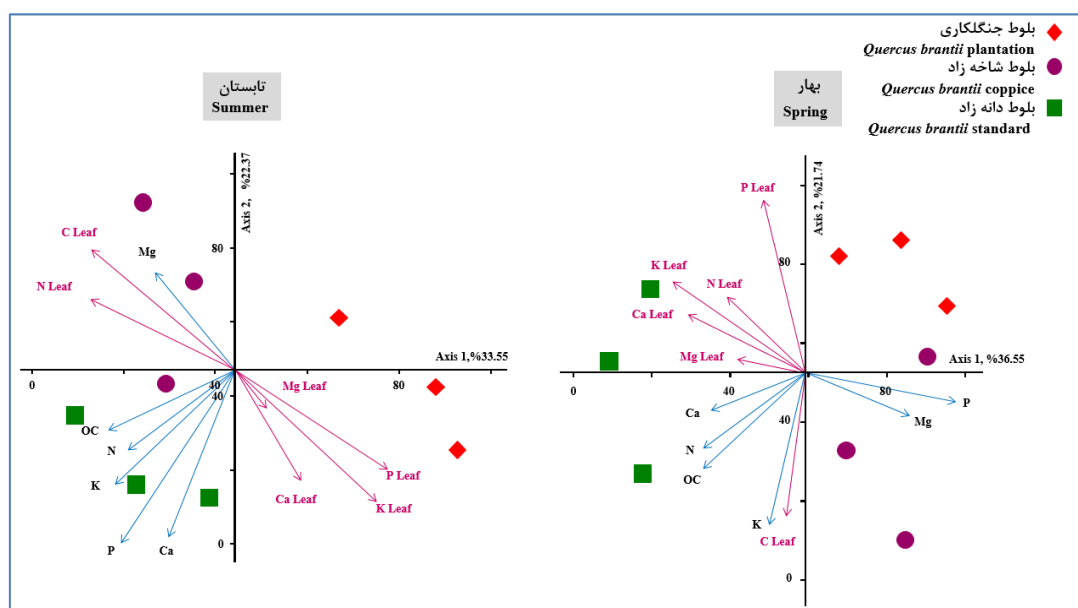 بلوط جنگلکاری
Quercus brantii plantation
بلوط شاخه زاد
Quercus brantii coppice
بلوط دانه زاد
Quercus brantii standard
تابستان
Summer
Axis 2, %22.37
C Leaf
Mg
80
N Leaf
Axis 1,%33.55
0
40
80
Mg Leaf
OC
N
K
P Leaf
Ca Leaf
K Leaf
P
Ca
0
بهار
Spring
Axis 2, %21.74
P Leaf
80
K Leaf
N Leaf
Ca Leaf
Mg Leaf
Axis 1, %36.55
0
40
80
Ca
P
Mg
40
N
OC
K
C Leaf
0